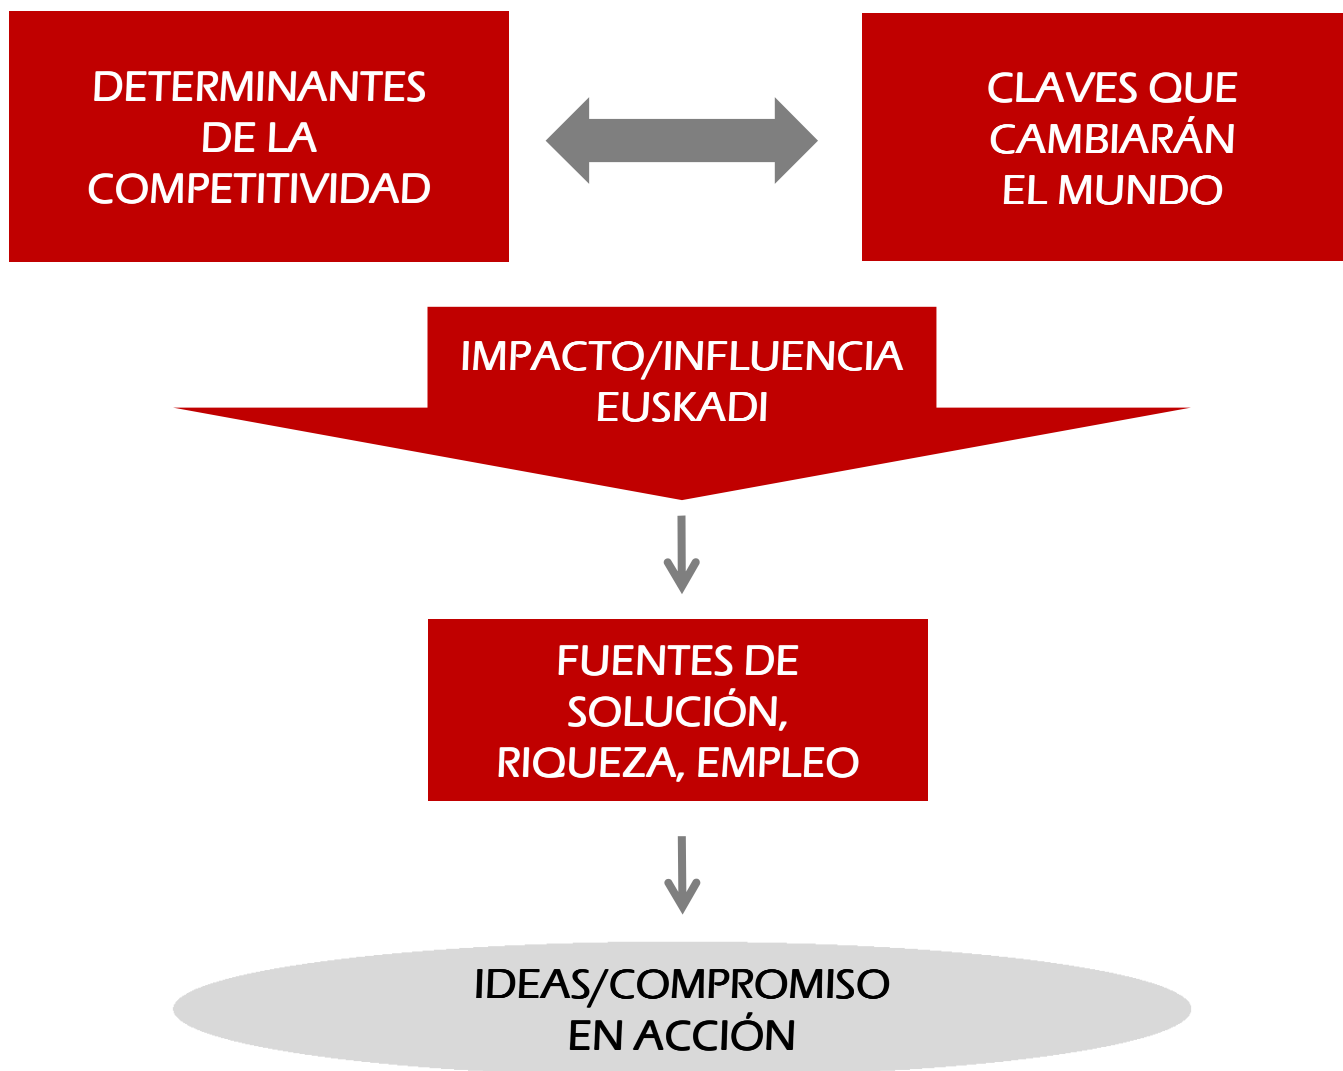 DETERMINANTES
DE LA
COMPETITIVIDAD
CLAVES QUE
CAMBIARÁN
EL MUNDO
IMPACTO/INFLUENCIA
EUSKADI
FUENTES DE
SOLUCIÓN,
RIQUEZA, EMPLEO
IDEAS/COMPROMISO
EN ACCIÓN